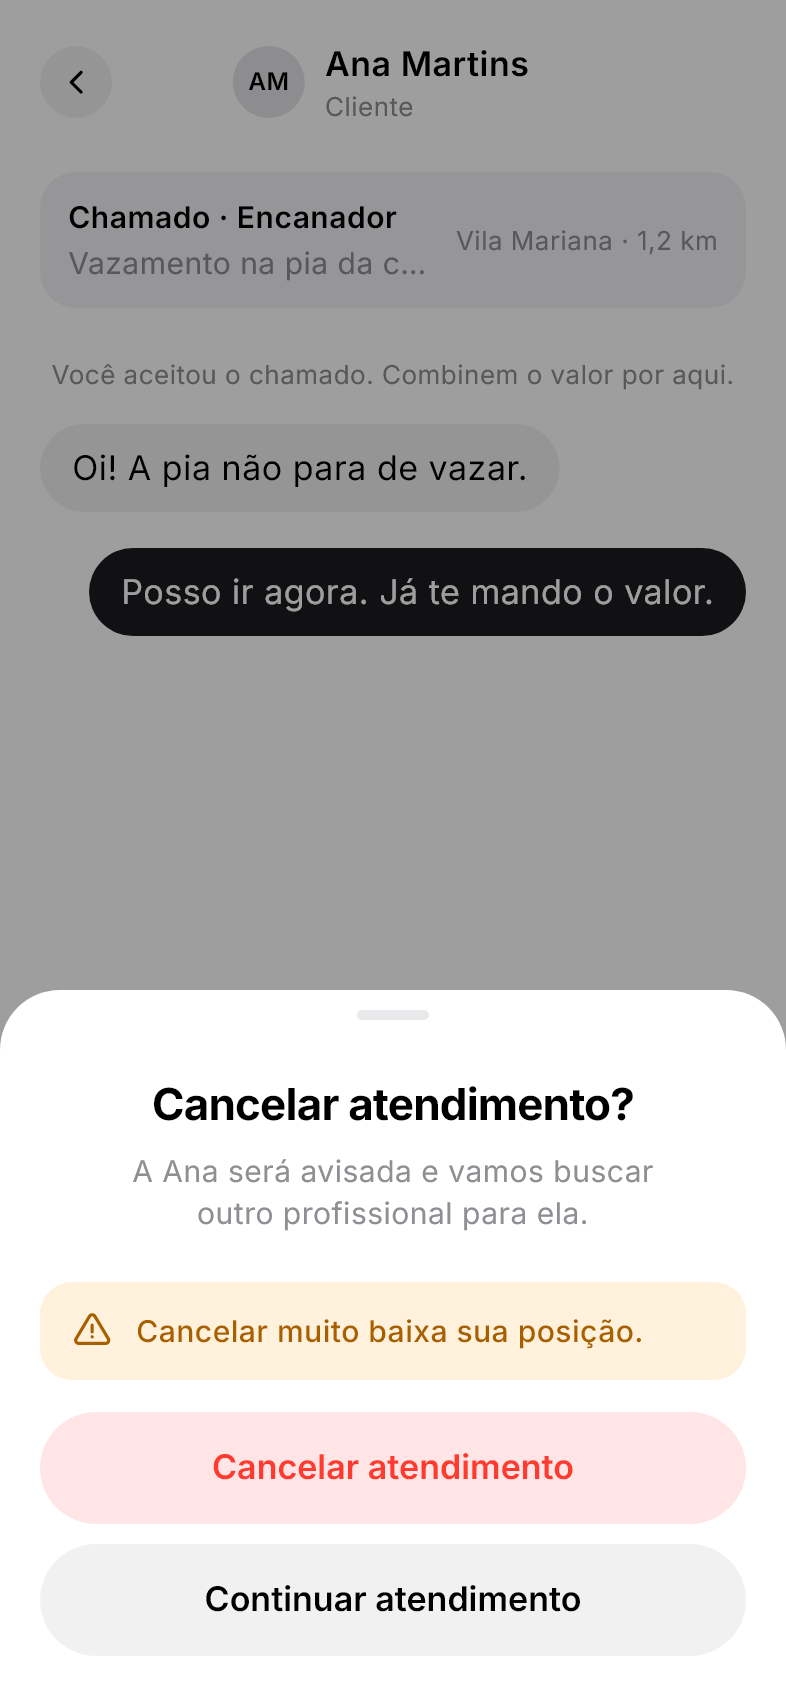 AM
Ana Martins
Cliente
Chamado · Encanador
Vazamento na pia da c...
Vila Mariana · 1,2 km
Você aceitou o chamado. Combinem o valor por aqui.
Oi! A pia não para de vazar.
Posso ir agora. Já te mando o valor.
Cancelar atendimento?
A Ana será avisada e vamos buscar
outro profissional para ela.
Cancelar muito baixa sua posição.
Cancelar atendimento
Continuar atendimento